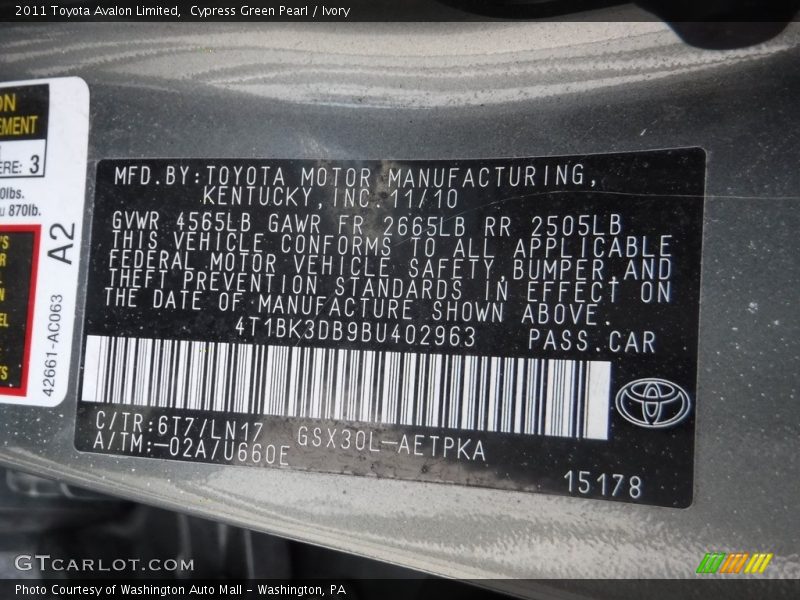 2011 Toyota Avalon Limited,  Cypress Green Pearl / Ivory
EMENT
ERE: 3
0lbs.
870lb.
A2
42661-AC063
MFD.BY:TOYOTA MOTOR MANUFACTURING,
KENTUCKY,INC.11/10
GVWR 4565LB GAWR FR 2665LB RR 2505LB
THIS VEHICLE CONFORMS TO ALL APPLICABLE
FEDERAL MOTOR VEHICLE SAFETY,BUMPER,AND
THEFT PREVENTION STANDARDS IN EFFECT ON
THE DATE OF MANUFACTURE SHOWN ABOVE.
4T1BK3DB9BU402963 PASS.CAR
C/TR:6T7/LN17 GSX30L-AETPKA
A/TM:-02A/U660E
15178
GTCARLOT.COM
Photo Courtesy of Washington Auto Mall - Washington, PA